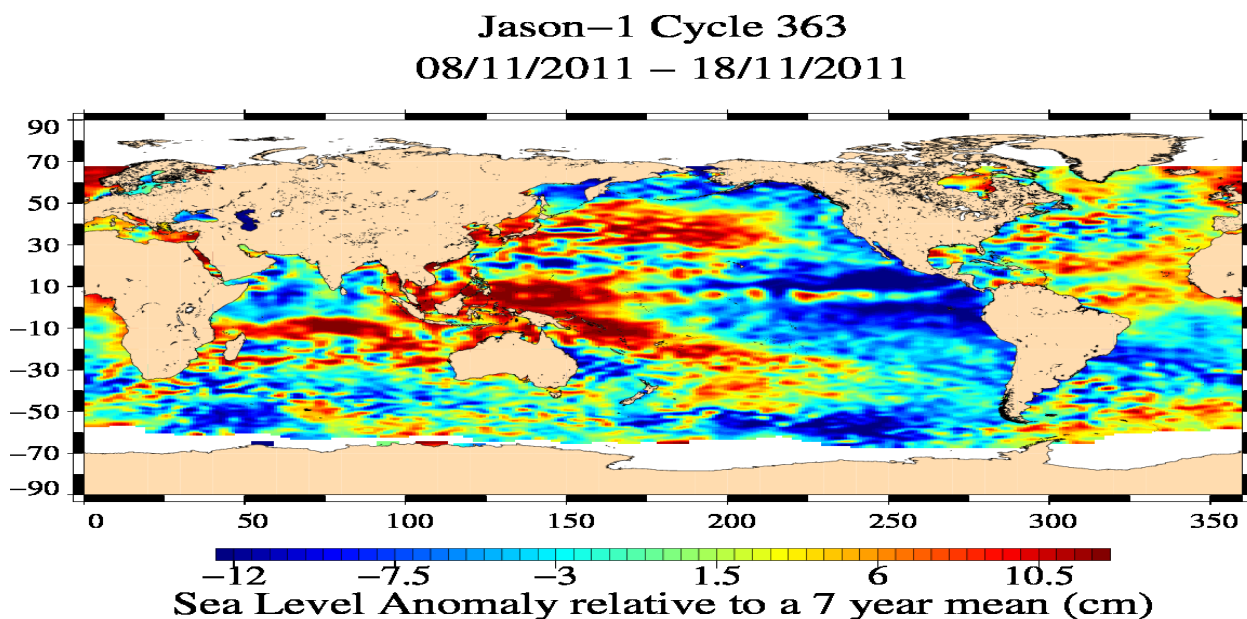 Jason−1 Cycle 363
08/11/2011 − 18/11/2011
90
70
50
30
10
−10
−30
−50
−70
−90
0 50 100 150 200 250 300 350
−12 −7.5 −3 1.5 6 10.5
Sea Level Anomaly relative to a 7 year mean (cm)